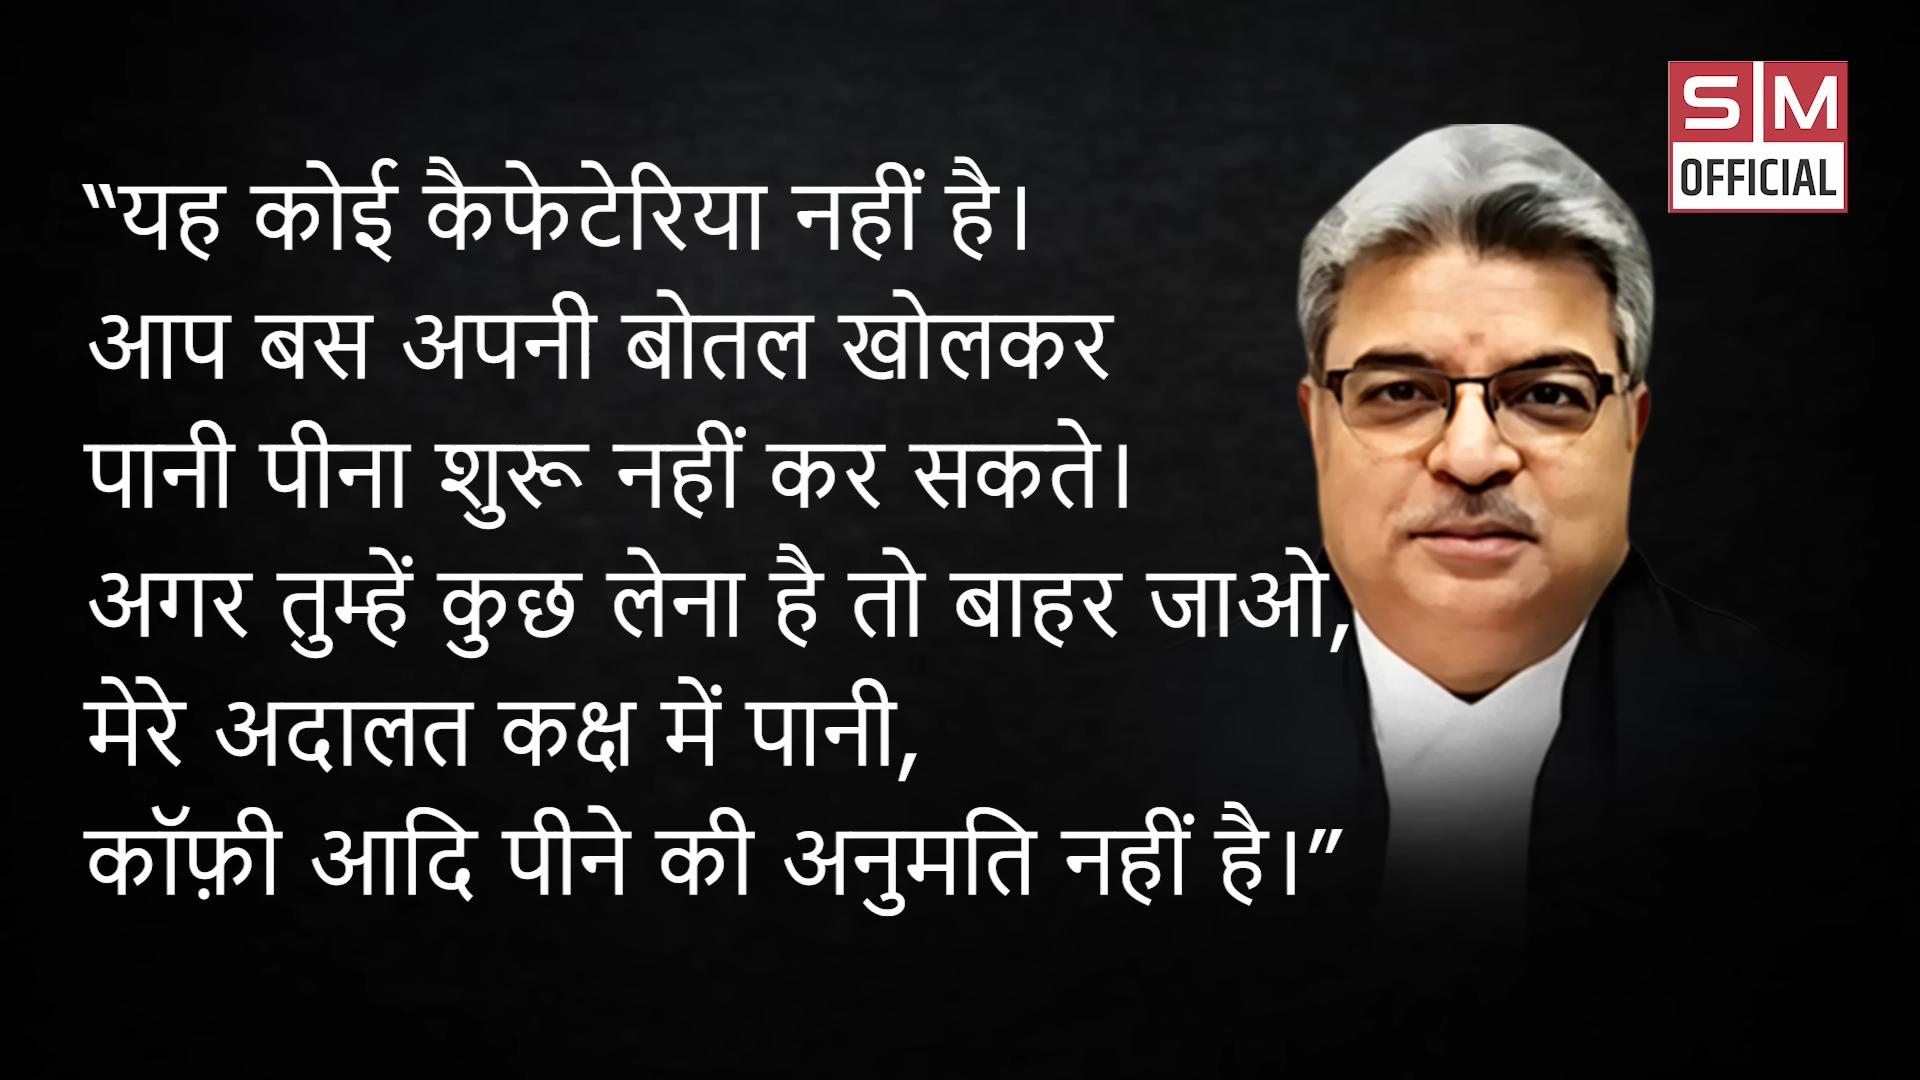 “यह कोई कैफेटेरिया नहीं है।
आप बस अपनी बोतल खोलकर
पानी पीना शुरू नहीं कर सकते।
अगर तुम्हें कुछ लेना है तो बाहर जाओ,
मेरे अदालत कक्ष में पानी,
कॉफ़ी आदि पीने की अनुमति नहीं है।”
S|M
OFFICIAL